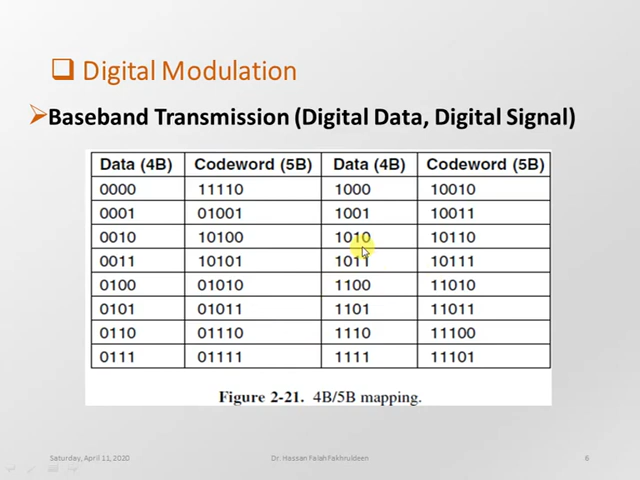 Digital Modulation
Baseband Transmission (Digital Data, Digital Signal)
Data (4B) Codeword (5B) Data (4B) Codeword (5B)
0000 11110 1000 10010
0001 01001 1001 10011
0010 10100 1010 10110
0011 10101 1011 10111
0100 01010 1100 11010
0101 01011 1101 11011
0110 01110 1110 11100
0111 01111 1111 11101
Figure 2-21. 4B/5B mapping.
Saturday, April 11, 2020 Dr. Hassan Falah Fakhruldeen 6